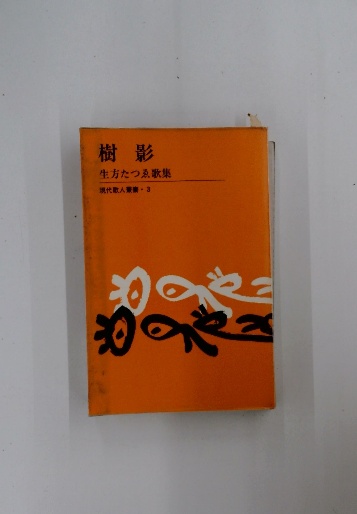 樹影
生方たつゑ歌集
現代歌人叢書・3